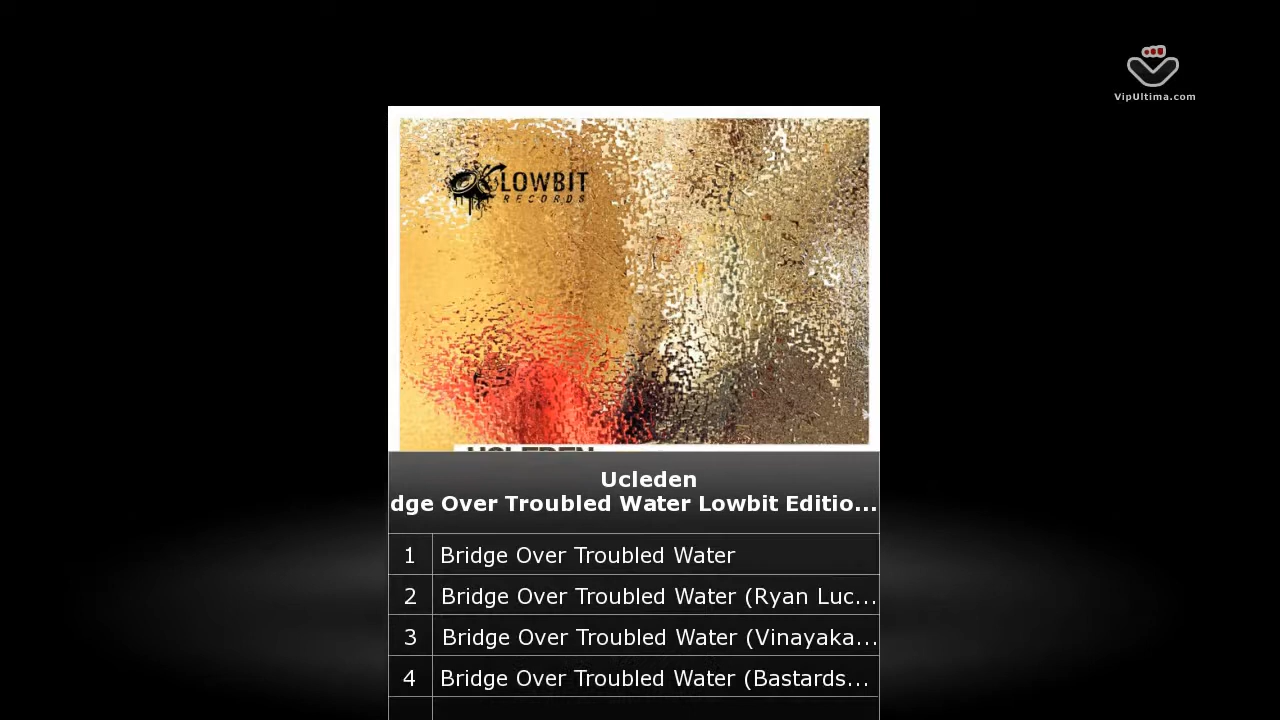 VipUltima.com
LOWBIT
RECORDS
UCLEDEN
Ucleden
dge Over Troubled Water Lowbit Editio...
1 Bridge Over Troubled Water
2 Bridge Over Troubled Water (Ryan Luc...
3 Bridge Over Troubled Water (Vinayaka...
4 Bridge Over Troubled Water (Bastards...